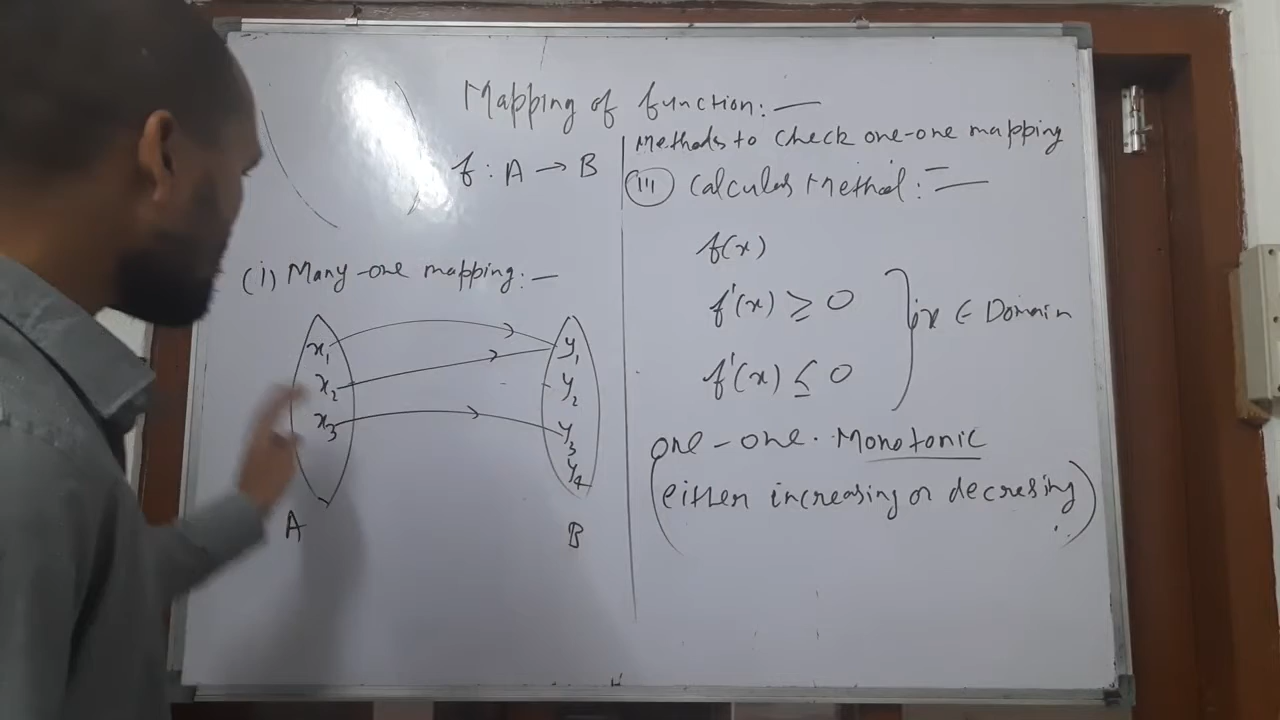 Mapping of function:—
f : A → B
(i) Many-one mapping:—
x₁
x₂
x₃
A
y₁
y₂
y₃
y₄
B
Methods to check one-one mapping
(III) Calculus Method:—
f(x)
f'(x) ≥ 0
f'(x) ≤ 0
} x ∈ Domain
one-one. Monotonic
(either increasing or decresing)